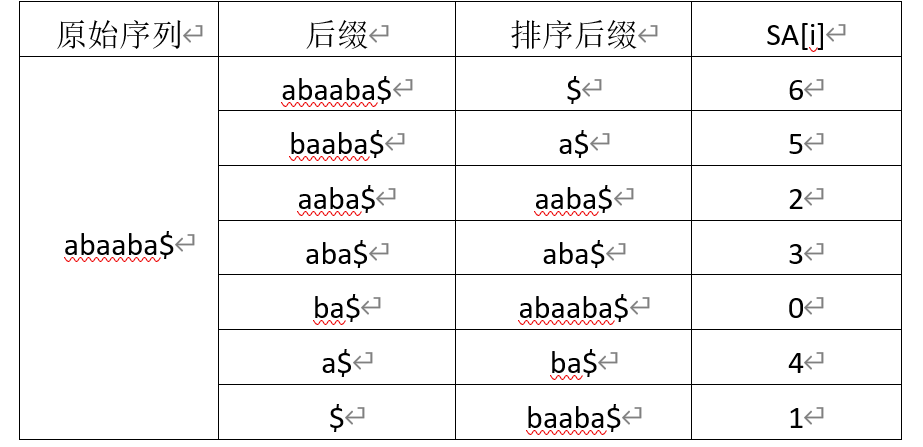 原始序列 后缀 排序后缀 SA[i]
abaaba$ $ 6
baaba$ a$ 5
aaba$ aaba$ 2
abaaba$ aba$ aba$ 3
ba$ abaaba$ 0
a$ ba$ 4
$ baaba$ 1